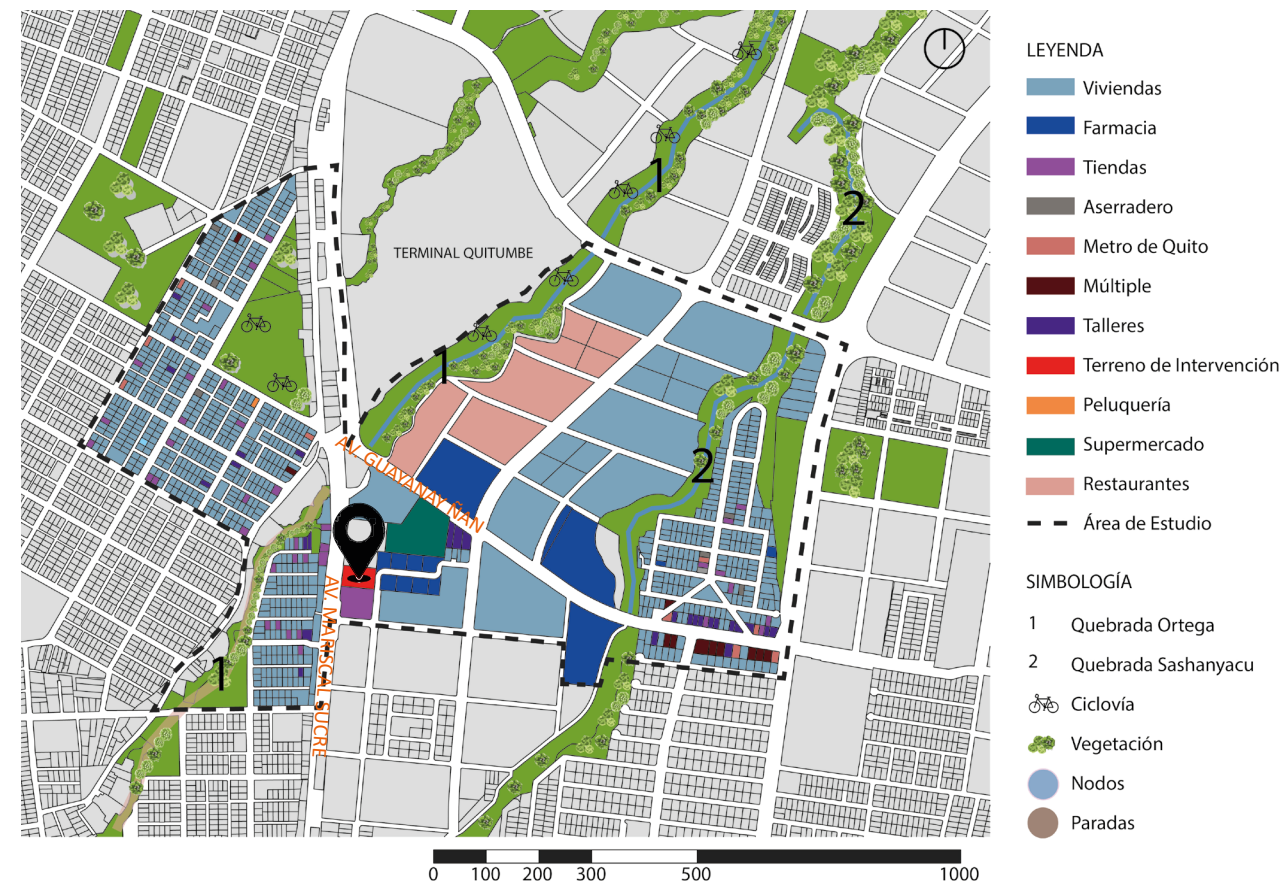 1
2
TERMINAL QUITUMBE
1
2
AV. GUAYANAY ÑAN
AV. MARISCAL SUCRE
1
0 100 200 300 500 1000
LEYENDA
Viviendas
Farmacia
Tiendas
Aserradero
Metro de Quito
Múltiple
Talleres
Terreno de Intervención
Peluquería
Supermercado
Restaurantes
Área de Estudio
SIMBOLOGÍA
1 Quebrada Ortega
2 Quebrada Sashanyacu
Ciclovía
Vegetación
Nodos
Paradas